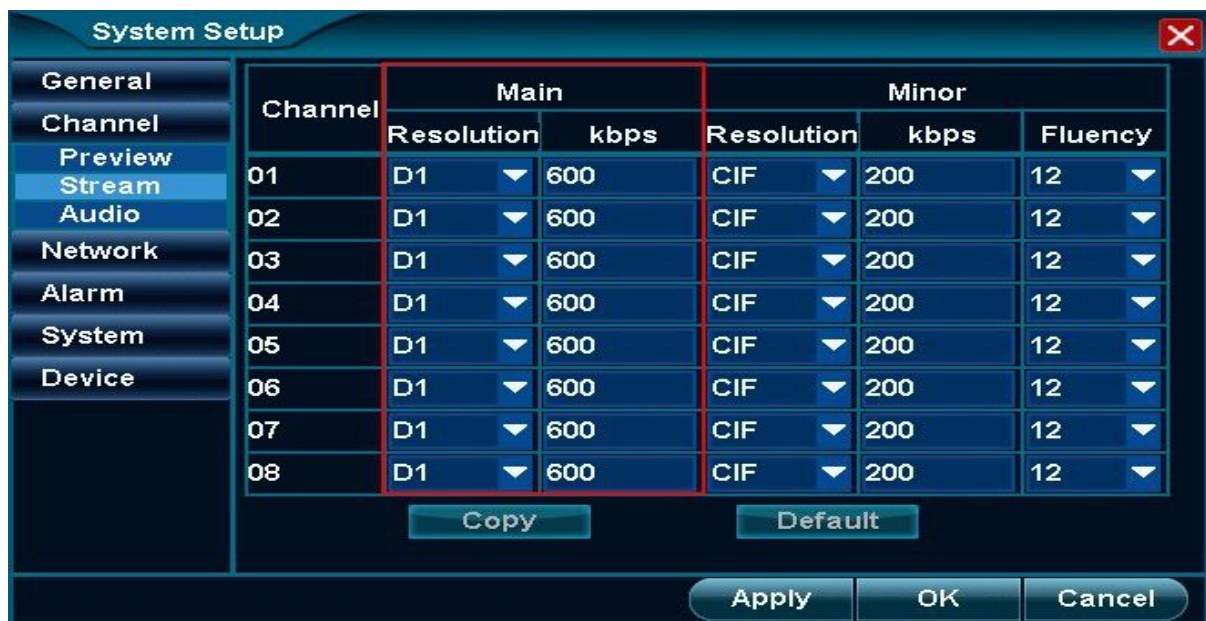 System Setup
General
Channel
Preview
Stream
Audio
Network
Alarm
System
Device
Channel Main Minor
Resolution kbps Resolution kbps Fluency
01 D1 600 CIF 200 12
02 D1 600 CIF 200 12
03 D1 600 CIF 200 12
04 D1 600 CIF 200 12
05 D1 600 CIF 200 12
06 D1 600 CIF 200 12
07 D1 600 CIF 200 12
08 D1 600 CIF 200 12
Copy Default
Apply OK Cancel